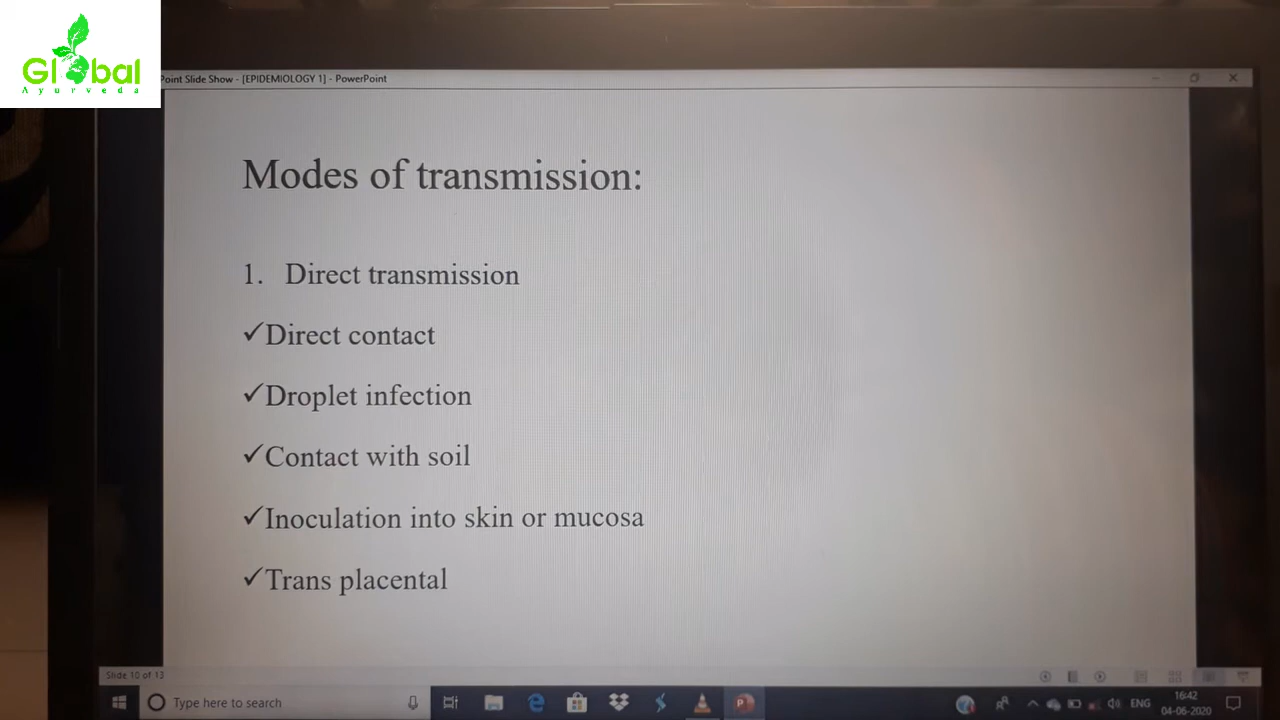 Global
Ayurveda
Point Slide Show - [EPIDEMIOLOGY 1] - PowerPoint
Modes of transmission:
1. Direct transmission
✓Direct contact
✓Droplet infection
✓Contact with soil
✓Inoculation into skin or mucosa
✓Trans placental
Slide 10 of 13
Type here to search
ENG
16:42
04-06-2020